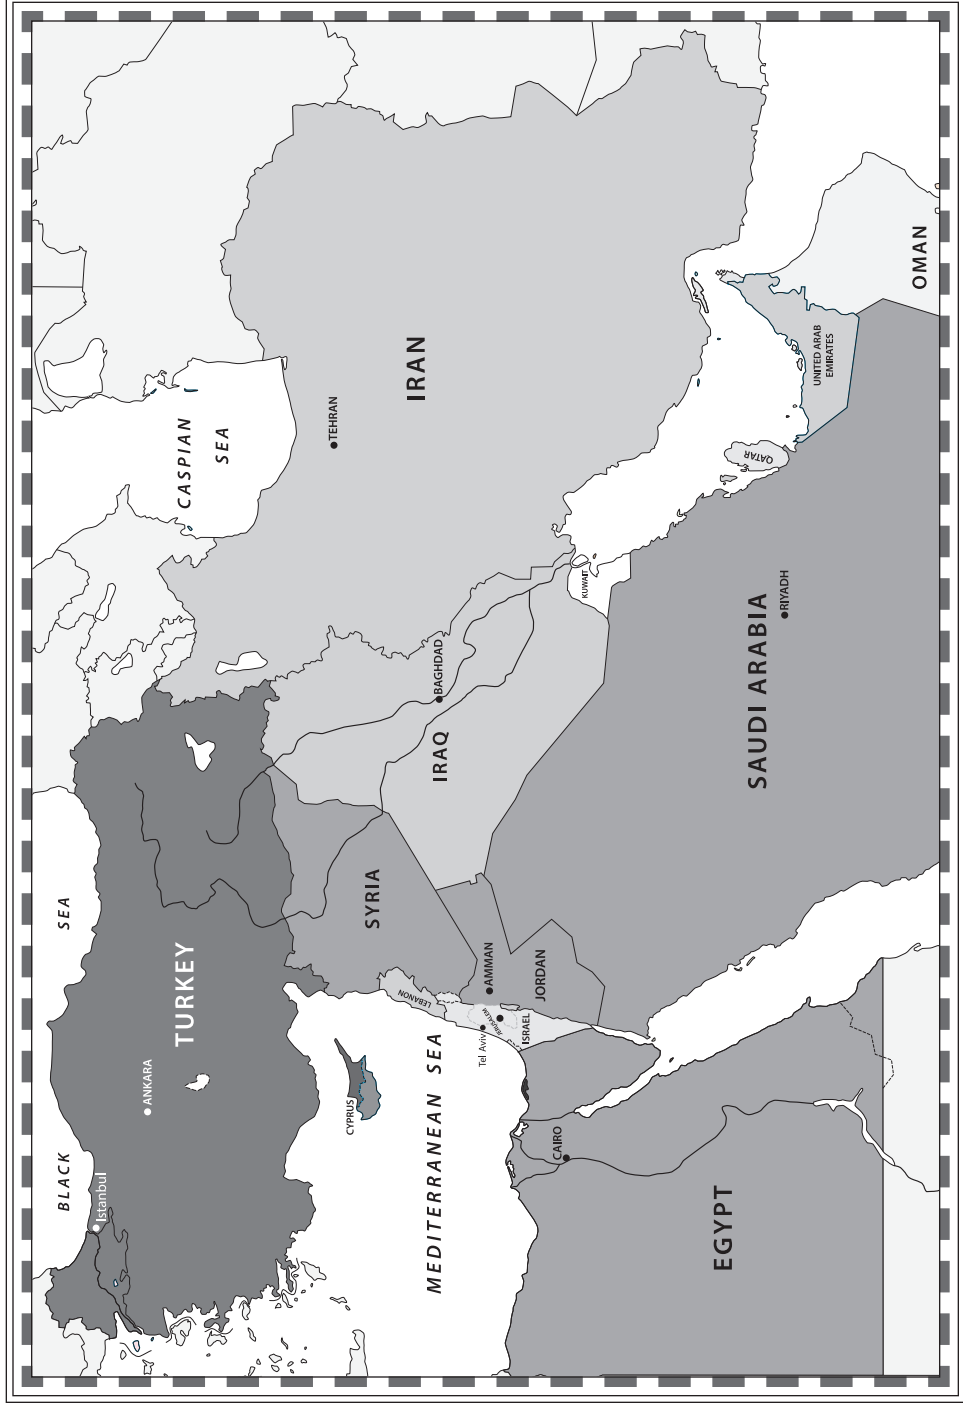 BLACK
SEA
Istanbul
ANKARA
TURKEY
CASPIAN
SEA
TEHRAN
IRAN
CYPRUS
SYRIA
LEBANON
MEDITERRANEAN SEA
BAGHDAD
IRAQ
Tel Aviv
JERUSALEM
AMMAN
ISRAEL
JORDAN
KUWAIT
CAIRO
EGYPT
SAUDI ARABIA
RIYADH
QATAR
UNITED ARAB
EMIRATES
OMAN